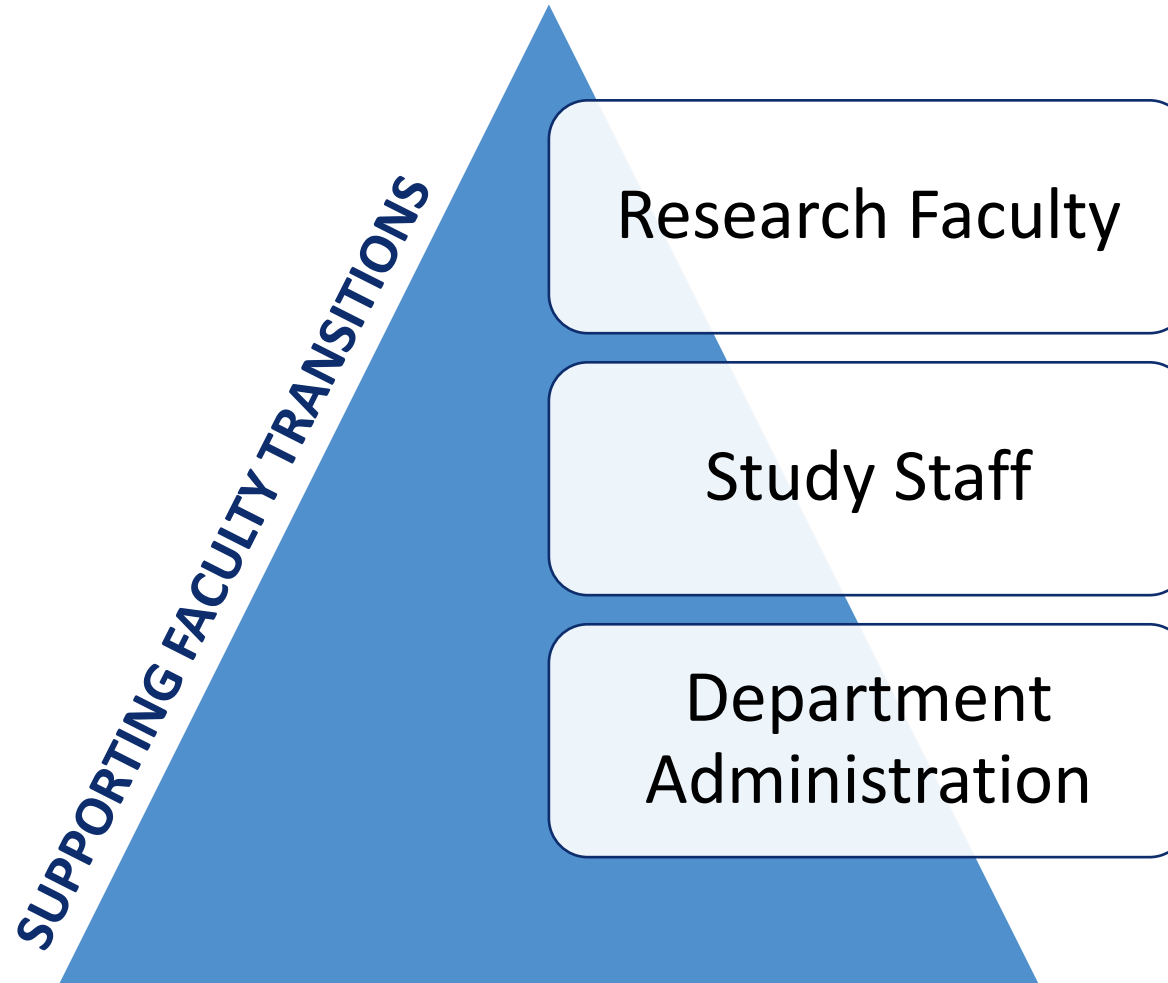 SUPPORTING FACULTY TRANSITIONS
Research Faculty
Study Staff
Department
Administration